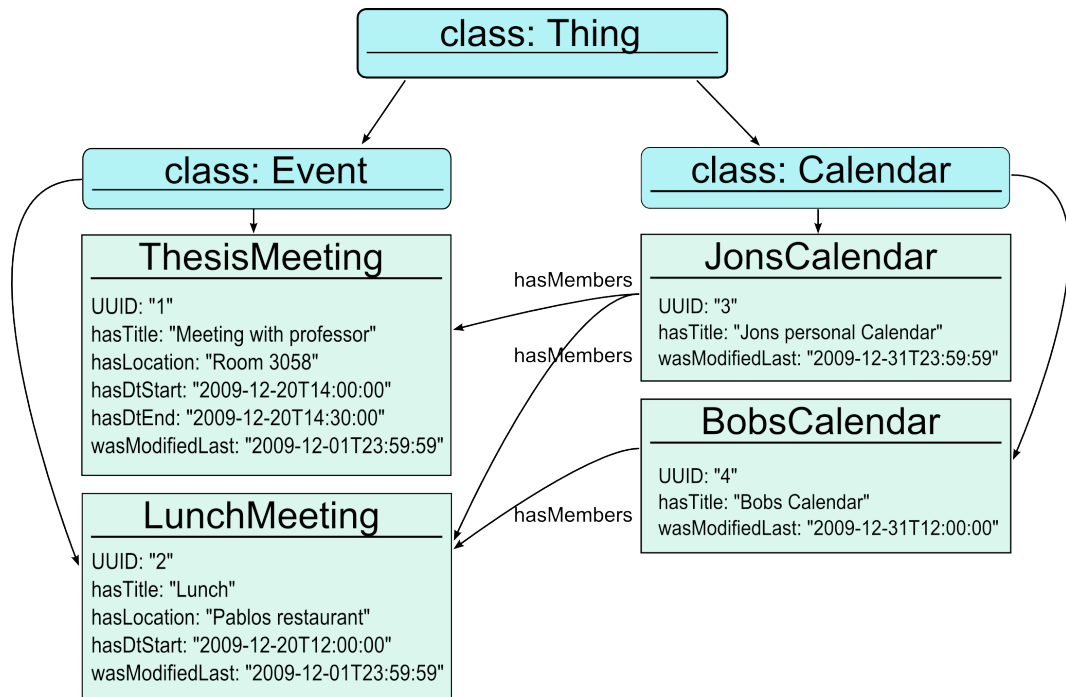 class: Thing
class: Event
class: Calendar
ThesisMeeting
UUID: "1"
hasTitle: "Meeting with professor"
hasLocation: "Room 3058"
hasDtStart: "2009-12-20T14:00:00"
hasDtEnd: "2009-12-20T14:30:00"
wasModifiedLast: "2009-12-01T23:59:59"
hasMembers
hasMembers
hasMembers
JonsCalendar
UUID: "3"
hasTitle: "Jons personal Calendar"
wasModifiedLast: "2009-12-31T23:59:59"
BobsCalendar
UUID: "4"
hasTitle: "Bobs Calendar"
wasModifiedLast: "2009-12-31T12:00:00"
LunchMeeting
UUID: "2"
hasTitle: "Lunch"
hasLocation: "Pablos restaurant"
hasDtStart: "2009-12-20T12:00:00"
wasModifiedLast: "2009-12-01T23:59:59"